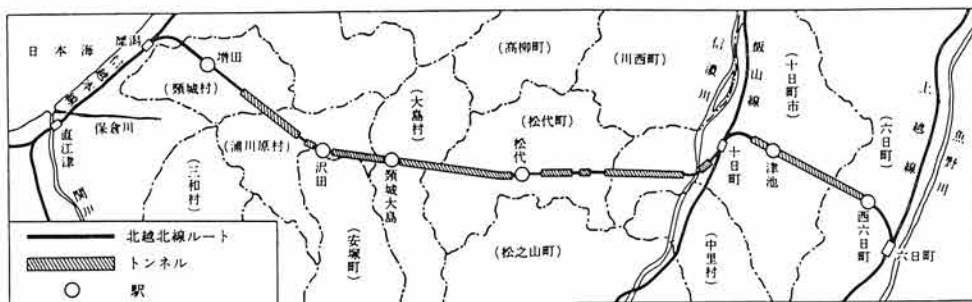 日本海
犀潟
信越本線
増田
(頸城村)
直江津
保倉川
関川
(浦川原村)
沢田
(三和村)
(大島村)
頸城大島
(安塚町)
(高柳町)
(松代町)
松代
(松之山町)
(川西町)
信濃川
飯山線
(十日町市)
十日町
津池
(中里村)
(六日町)
上越線
魚野川
西六日町
六日町
北越北線ルート
トンネル
駅